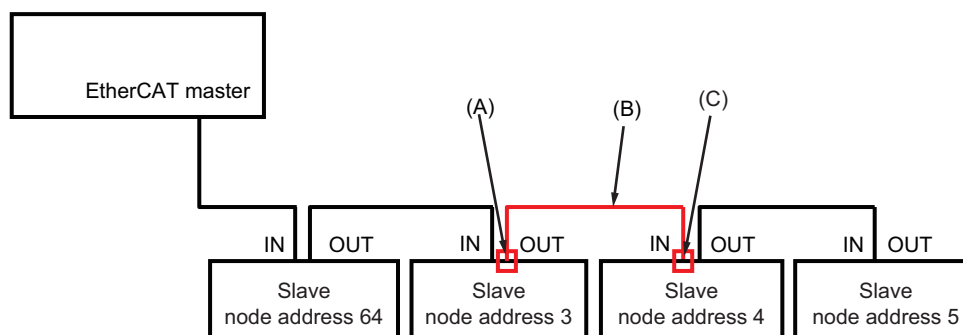 EtherCAT master
(A)
(B)
(C)
IN OUT IN OUT IN OUT IN OUT
Slave Slave Slave Slave
node address 64 node address 3 node address 4 node address 5